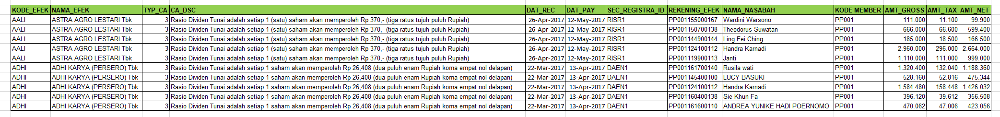 KODE_EFEK NAMA_EFEK TYP_CA CA_DSC DAT_REC DAT_PAY SEC_REGISTRA_ID REKENING_EFEK NAMA_NASABAH KODE MEMBER AMT_GROSS AMT_TAX AMT_NET
AALI ASTRA AGRO LESTARI Tbk 3 Rasio Dividen Tunai adalah setiap 1 (satu) saham akan memperoleh Rp 370,- (tiga ratus tujuh puluh Rupiah) 26-Apr-2017 12-May-2017 RISR1 PP001155000167 Wardini Warsono PP001 111.000 11.100 99.900
AALI ASTRA AGRO LESTARI Tbk 3 Rasio Dividen Tunai adalah setiap 1 (satu) saham akan memperoleh Rp 370,- (tiga ratus tujuh puluh Rupiah) 26-Apr-2017 12-May-2017 RISR1 PP001150700138 Theodorus Suwatan PP001 666.000 66.600 599.400
AALI ASTRA AGRO LESTARI Tbk 3 Rasio Dividen Tunai adalah setiap 1 (satu) saham akan memperoleh Rp 370,- (tiga ratus tujuh puluh Rupiah) 26-Apr-2017 12-May-2017 RISR1 PP001144900144 Ling Fei Ching PP001 185.000 18.500 166.500
AALI ASTRA AGRO LESTARI Tbk 3 Rasio Dividen Tunai adalah setiap 1 (satu) saham akan memperoleh Rp 370,- (tiga ratus tujuh puluh Rupiah) 26-Apr-2017 12-May-2017 RISR1 PP001124100112 Handra Karnadi PP001 2.960.000 296.000 2.664.000
AALI ASTRA AGRO LESTARI Tbk 3 Rasio Dividen Tunai adalah setiap 1 (satu) saham akan memperoleh Rp 370,- (tiga ratus tujuh puluh Rupiah) 26-Apr-2017 12-May-2017 RISR1 PP001119900113 Janti PP001 1.110.000 111.000 999.000
ADHI ADHI KARYA (PERSERO) Tbk 3 Rasio Dividen Tunai adalah setiap 1 saham akan memperoleh Rp 26,408 (dua puluh enam Rupiah koma empat nol delapan) 22-Mar-2017 13-Apr-2017 DAEN1 PP001161700140 Rusila wati PP001 1.320.400 132.040 1.188.360
ADHI ADHI KARYA (PERSERO) Tbk 3 Rasio Dividen Tunai adalah setiap 1 saham akan memperoleh Rp 26,408 (dua puluh enam Rupiah koma empat nol delapan) 22-Mar-2017 13-Apr-2017 DAEN1 PP001145400100 LUCY BASUKI PP001 528.160 52.816 475.344
ADHI ADHI KARYA (PERSERO) Tbk 3 Rasio Dividen Tunai adalah setiap 1 saham akan memperoleh Rp 26,408 (dua puluh enam Rupiah koma empat nol delapan) 22-Mar-2017 13-Apr-2017 DAEN1 PP001124100112 Handra Karnadi PP001 1.584.480 158.448 1.426.032
ADHI ADHI KARYA (PERSERO) Tbk 3 Rasio Dividen Tunai adalah setiap 1 saham akan memperoleh Rp 26,408 (dua puluh enam Rupiah koma empat nol delapan) 22-Mar-2017 13-Apr-2017 DAEN1 PP001160400138 Sie Khun Fa PP001 396.120 39.612 356.508
ADHI ADHI KARYA (PERSERO) Tbk 3 Rasio Dividen Tunai adalah setiap 1 saham akan memperoleh Rp 26,408 (dua puluh enam Rupiah koma empat nol delapan) 22-Mar-2017 13-Apr-2017 DAEN1 PP001161600110 ANDREA YUNIKE HADI POERNOMO PP001 470.062 47.006 423.056